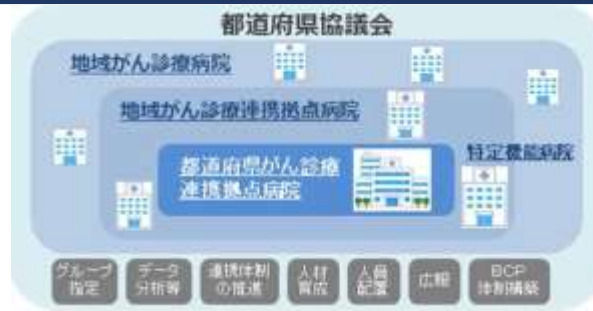 都道府県協議会
地域がん診療病院
地域がん診療連携拠点病院
特定機能病院
都道府県がん診療
連携拠点病院
グループ
指定
データ
分析等
連携体制
の推進
人材
育成
人員
配置
広報
BCP
体制構築